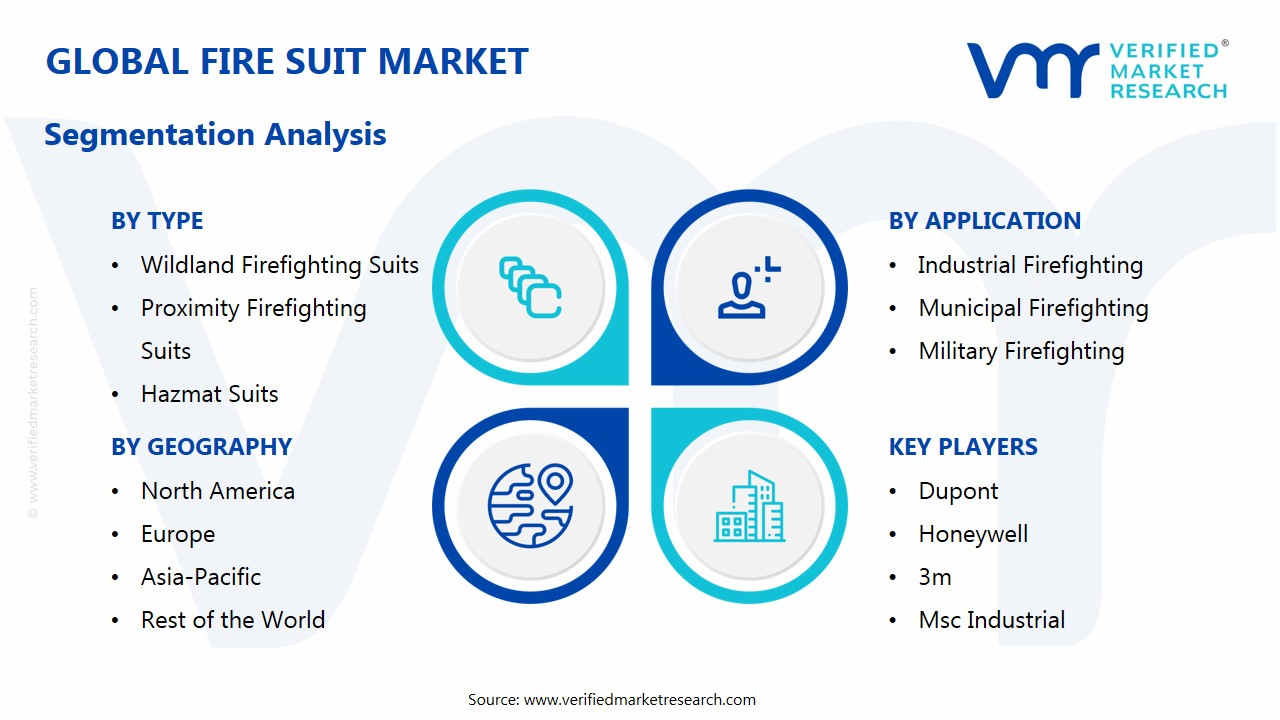 GLOBAL FIRE SUIT MARKET
vmr VERIFIED®
MARKET
RESEARCH
Segmentation Analysis
BY TYPE
• Wildland Firefighting Suits
• Proximity Firefighting
Suits
• Hazmat Suits
BY APPLICATION
• Industrial Firefighting
• Municipal Firefighting
• Military Firefighting
BY GEOGRAPHY
• North America
• Europe
• Asia-Pacific
• Rest of the World
KEY PLAYERS
• Dupont
• Honeywell
• 3m
• Msc Industrial
© www.verifiedmarketresearch.com
Source: www.verifiedmarketresearch.com